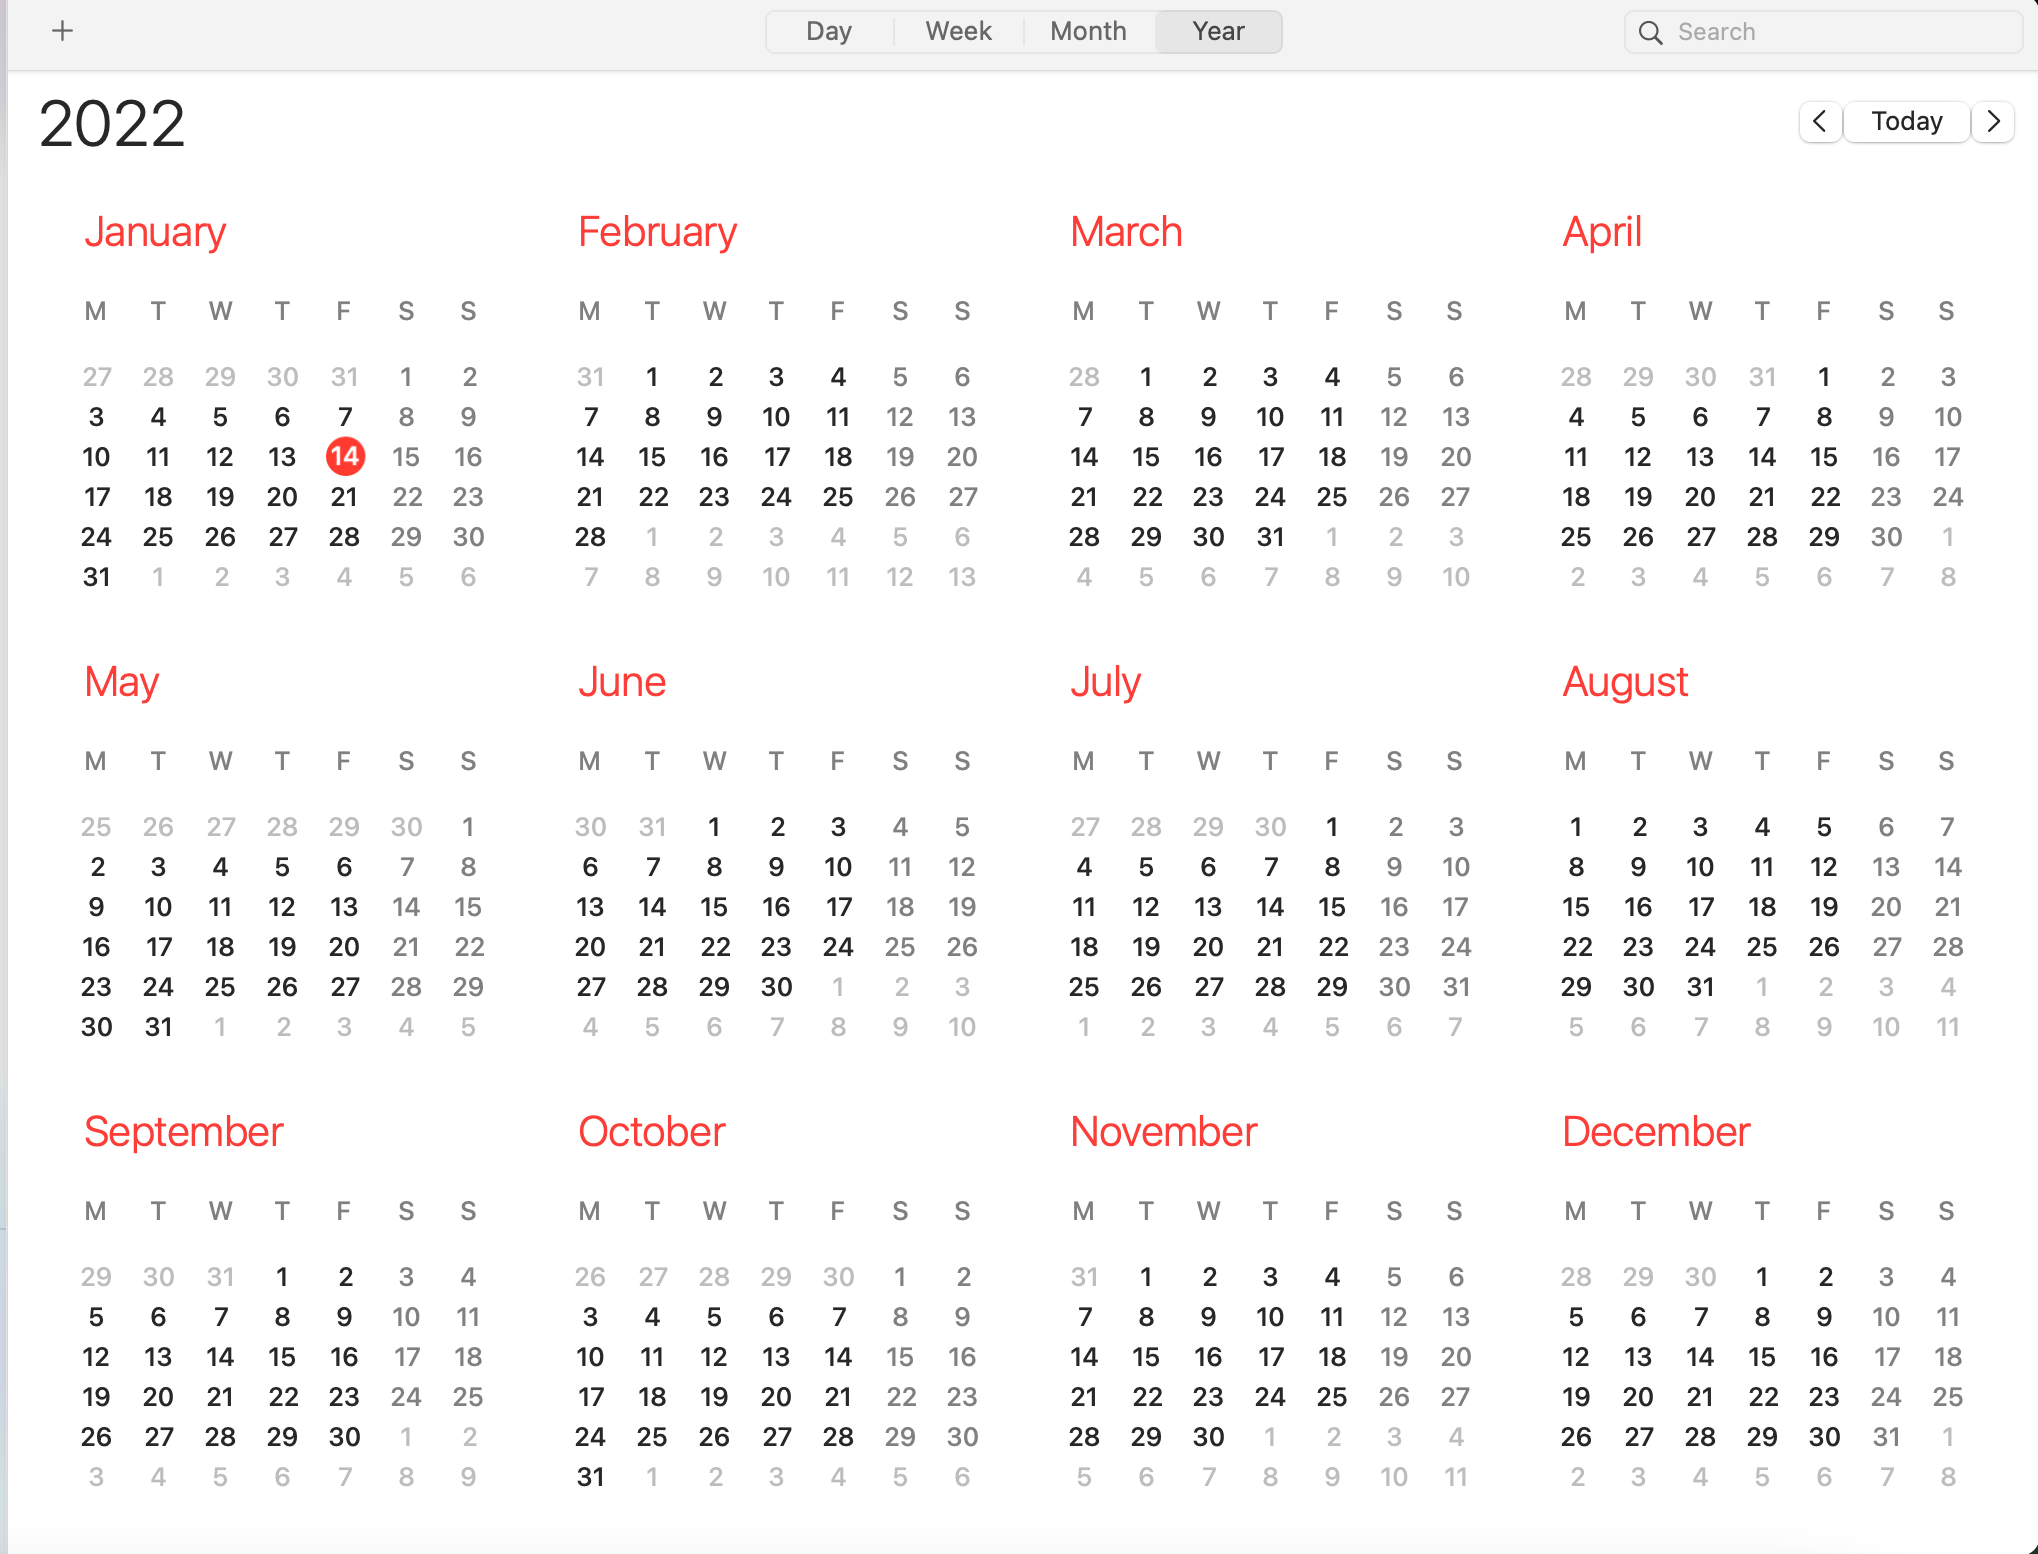 + Day Week Month Year Search
2022 < Today >
January February March April
M T W T F S S M T W T F S S M T W T F S S M T W T F S S
27 28 29 30 31 1 2 31 1 2 3 4 5 6 28 1 2 3 4 5 6 28 29 30 31 1 2 3
3 4 5 6 7 8 9 7 8 9 10 11 12 13 7 8 9 10 11 12 13 4 5 6 7 8 9 10
10 11 12 13 14 15 16 14 15 16 17 18 19 20 14 15 16 17 18 19 20 11 12 13 14 15 16 17
17 18 19 20 21 22 23 21 22 23 24 25 26 27 21 22 23 24 25 26 27 18 19 20 21 22 23 24
24 25 26 27 28 29 30 28 1 2 3 4 5 6 28 29 30 31 1 2 3 25 26 27 28 29 30 1
31 1 2 3 4 5 6 7 8 9 10 11 12 13 4 5 6 7 8 9 10 2 3 4 5 6 7 8
May June July August
M T W T F S S M T W T F S S M T W T F S S M T W T F S S
25 26 27 28 29 30 1 30 31 1 2 3 4 5 27 28 29 30 1 2 3 1 2 3 4 5 6 7
2 3 4 5 6 7 8 6 7 8 9 10 11 12 4 5 6 7 8 9 10 8 9 10 11 12 13 14
9 10 11 12 13 14 15 13 14 15 16 17 18 19 11 12 13 14 15 16 17 15 16 17 18 19 20 21
16 17 18 19 20 21 22 20 21 22 23 24 25 26 18 19 20 21 22 23 24 22 23 24 25 26 27 28
23 24 25 26 27 28 29 27 28 29 30 1 2 3 25 26 27 28 29 30 31 29 30 31 1 2 3 4
30 31 1 2 3 4 5 4 5 6 7 8 9 10 1 2 3 4 5 6 7 5 6 7 8 9 10 11
September October November December
M T W T F S S M T W T F S S M T W T F S S M T W T F S S
29 30 31 1 2 3 4 26 27 28 29 30 1 2 31 1 2 3 4 5 6 28 29 30 1 2 3 4
5 6 7 8 9 10 11 3 4 5 6 7 8 9 7 8 9 10 11 12 13 5 6 7 8 9 10 11
12 13 14 15 16 17 18 10 11 12 13 14 15 16 14 15 16 17 18 19 20 12 13 14 15 16 17 18
19 20 21 22 23 24 25 17 18 19 20 21 22 23 21 22 23 24 25 26 27 19 20 21 22 23 24 25
26 27 28 29 30 1 2 24 25 26 27 28 29 30 28 29 30 1 2 3 4 26 27 28 29 30 31 1
3 4 5 6 7 8 9 31 1 2 3 4 5 6 5 6 7 8 9 10 11 2 3 4 5 6 7 8